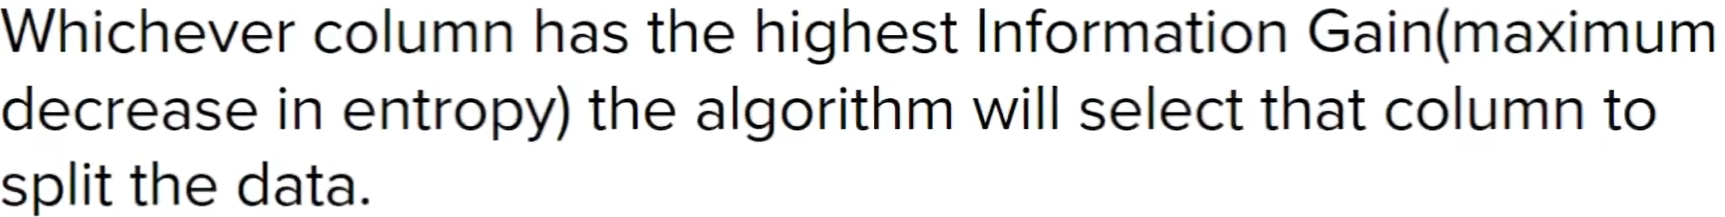 Whichever column has the highest Information Gain(maximum
decrease in entropy) the algorithm will select that column to
split the data.